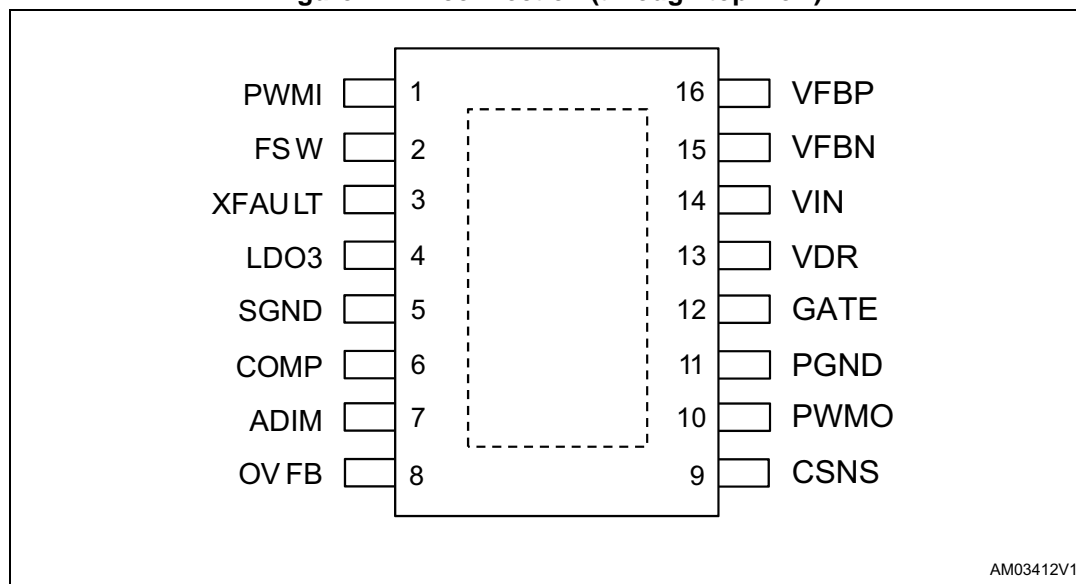 PWMI 1 16 VFBP
FSW 2 15 VFBN
XFAULT 3 14 VIN
LDO3 4 13 VDR
SGND 5 12 GATE
COMP 6 11 PGND
ADIM 7 10 PWMO
OVFB 8 9 CSNS
AM03412V1